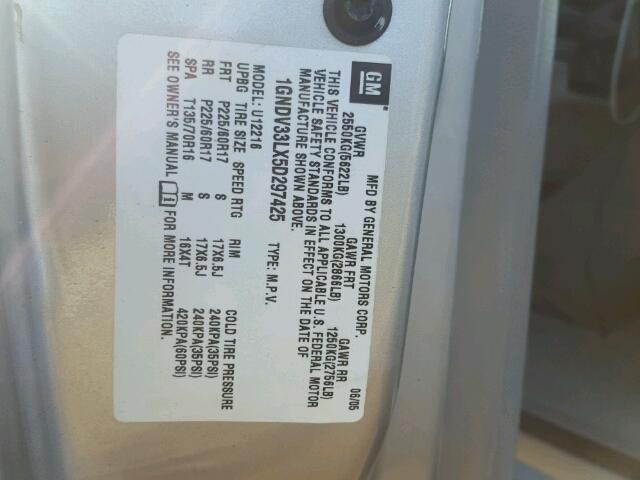 GM
MFD BY GENERAL MOTORS CORP. 06/05
GVWR GAWR FRT GAWR RR
2550KG(5622LB) 1300KG(2866LB) 1250KG(2756LB)
THIS VEHICLE CONFORMS TO ALL APPLICABLE U.S. FEDERAL MOTOR
VEHICLE SAFETY STANDARDS IN EFFECT ON THE DATE OF
MANUFACTURE SHOWN ABOVE.
1GNDV33LX5D297425 TYPE: M.P.V.
MODEL: U12216
UPBG TIRE SIZE SPEED RTG RIM COLD TIRE PRESSURE
FRT P225/60R17 S 17X6.5J 240KPA(35PSI)
RR P225/60R17 S 17X6.5J 240KPA(35PSI)
SPA T135/70R16 M 16X4T 420KPA(60PSI)
SEE OWNER'S MANUAL FOR MORE INFORMATION.